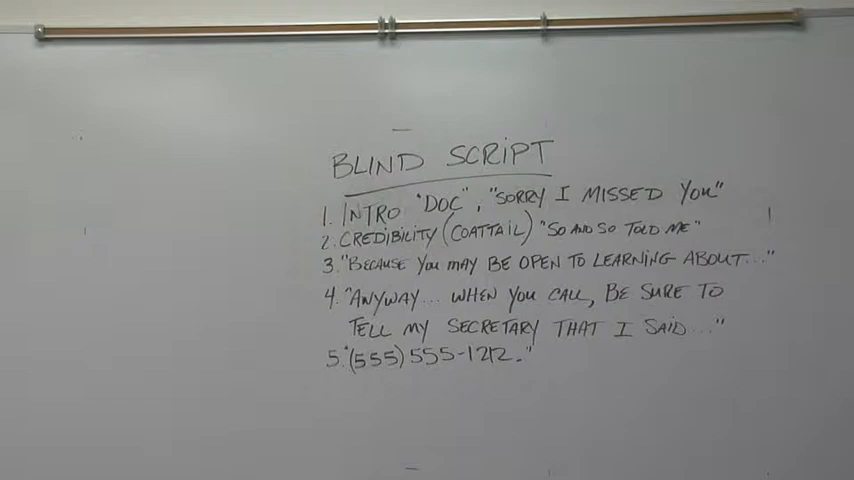 BLIND SCRIPT
1. INTRO "DOC", "SORRY I MISSED YOU"
2. CREDIBILITY (COATTAIL) "SO AND SO TOLD ME"
3. "BECAUSE YOU MAY BE OPEN TO LEARNING ABOUT..."
4. "ANYWAY... WHEN YOU CALL, BE SURE TO
TELL MY SECRETARY THAT I SAID..."
5. "(555) 555-1212."